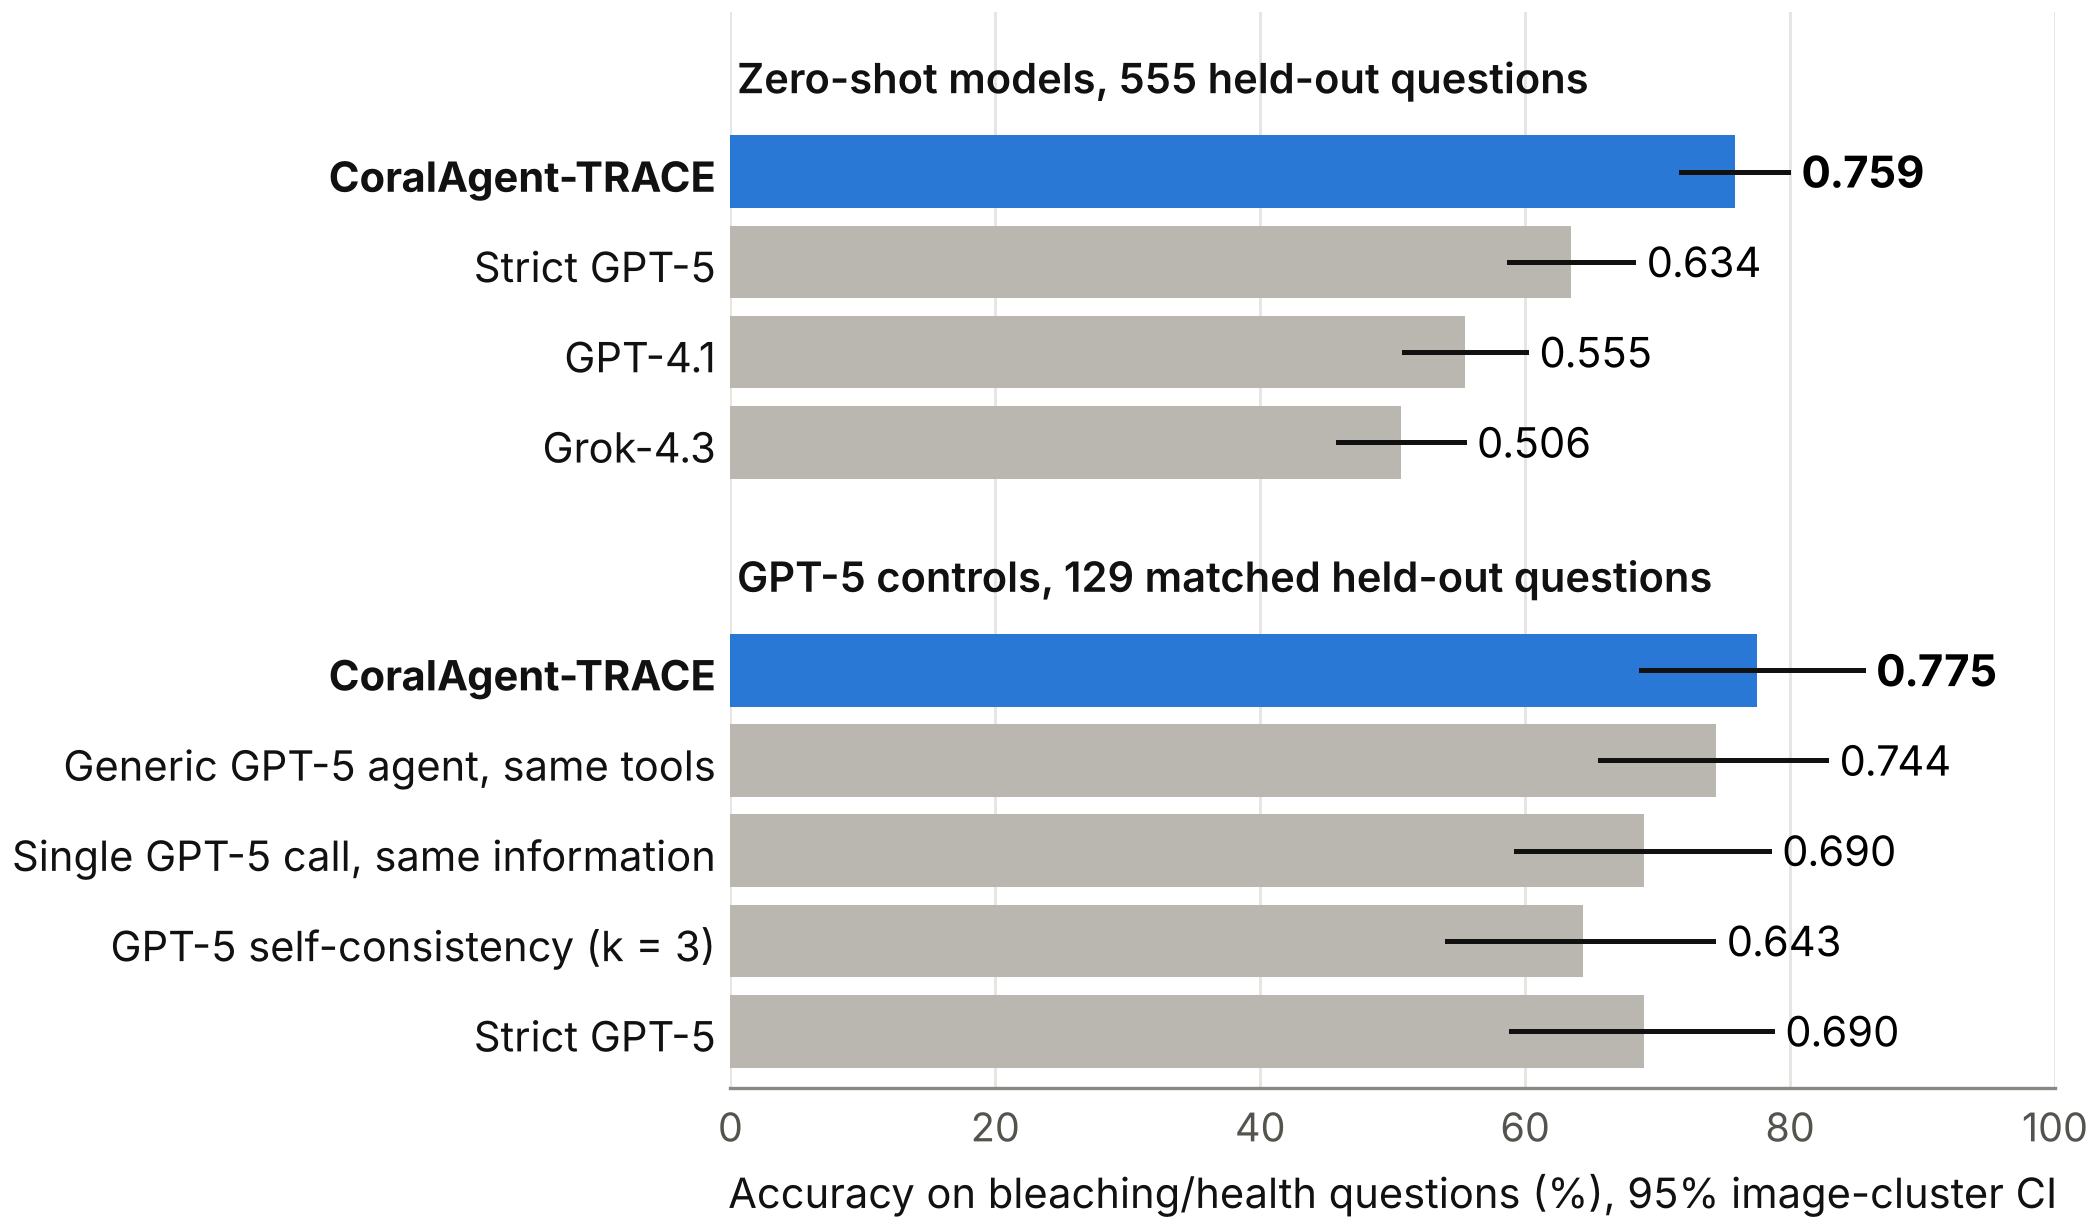 Zero-shot models, 555 held-out questions
CoralAgent-TRACE 0.759
Strict GPT-5 0.634
GPT-4.1 0.555
Grok-4.3 0.506
GPT-5 controls, 129 matched held-out questions
CoralAgent-TRACE 0.775
Generic GPT-5 agent, same tools 0.744
Single GPT-5 call, same information 0.690
GPT-5 self-consistency (k = 3) 0.643
Strict GPT-5 0.690
0 20 40 60 80 100
Accuracy on bleaching/health questions (%), 95% image-cluster CI